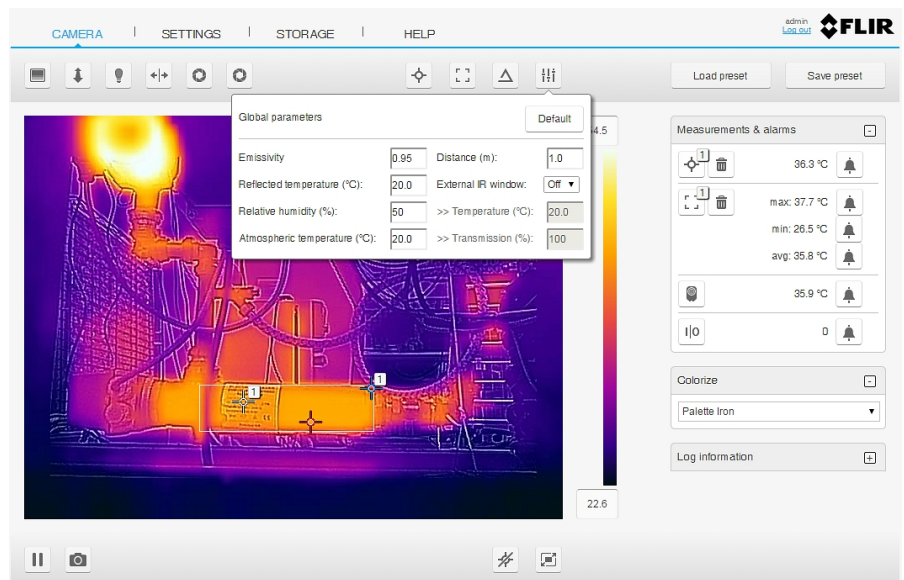 CAMERA SETTINGS STORAGE HELP
admin
Log out
FLIR
Load preset Save preset
Global parameters Default
Emissivity 0.95 Distance (m): 1.0
Reflected temperature (°C): 20.0 External IR window: Off
Relative humidity (%): 50 >> Temperature (°C): 20.0
Atmospheric temperature (°C): 20.0 >> Transmission (%): 100
4.5
22.6
1
1
Measurements & alarms -
1 36.3 °C
1 max: 37.7 °C
min: 26.5 °C
avg: 35.8 °C
35.9 °C
I|O 0
Colorize -
Palette Iron
Log information +